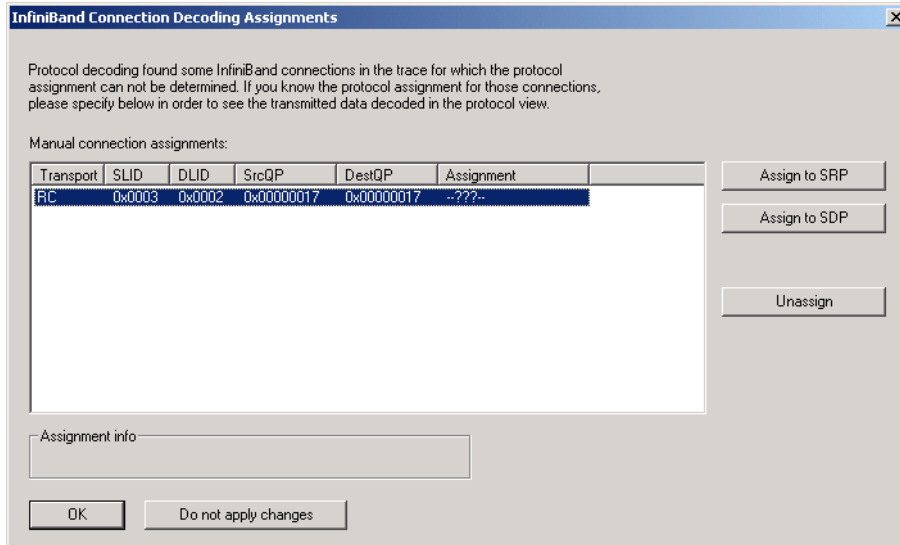 InfiniBand Connection Decoding Assignments
Protocol decoding found some InfiniBand connections in the trace for which the protocol
assignment can not be determined. If you know the protocol assignment for those connections,
please specify below in order to see the transmitted data decoded in the protocol view.
Manual connection assignments:
Transport SLID DLID SrcQP DestQP Assignment
RC 0x0003 0x0002 0x00000017 0x00000017 --???--
Assign to SRP
Assign to SDP
Unassign
Assignment info
OK Do not apply changes